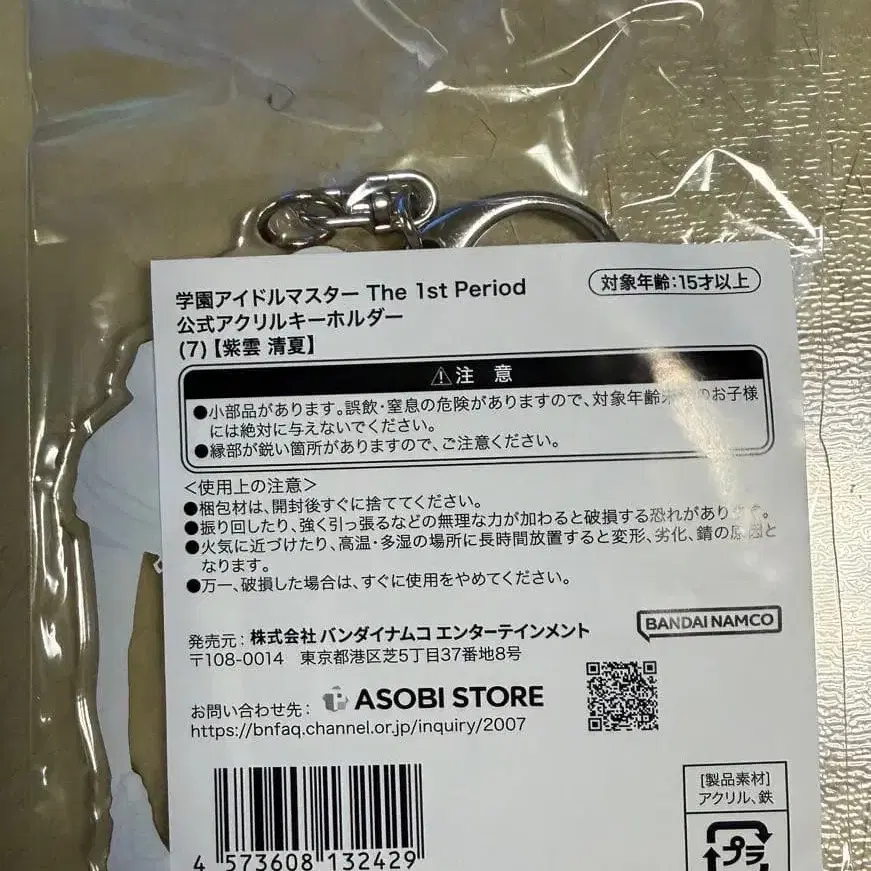 学園アイドルマスター The 1st Period
公式アクリルキーホルダー
(7)【紫雲 清夏】
対象年齢:15才以上
⚠注 意
●小部品があります。誤飲・窒息の危険がありますので、対象年齢未のお子様
には絶対に与えないでください。
●縁部が鋭い箇所がありますので、ご注意ください。
<使用上の注意>
●梱包材は、開封後すぐに捨ててください。
●振り回したり、強く引っ張るなどの無理な力が加わると破損する恐れがあります。
●火気に近づけたり、高温・多湿の場所に長時間放置すると変形、劣化、錆の原因と
なります。
●万一、破損した場合は、すぐに使用をやめてください。
発売元:株式会社 バンダイナムコ エンターテインメント
〒108-0014 東京都港区芝5丁目37番地8号
BANDAI NAMCO
お問い合わせ先: ASOBI STORE
https://bnfaq.channel.or.jp/inquiry/2007
4 573608 132429
[製品素材]
アクリル、鉄
プラ